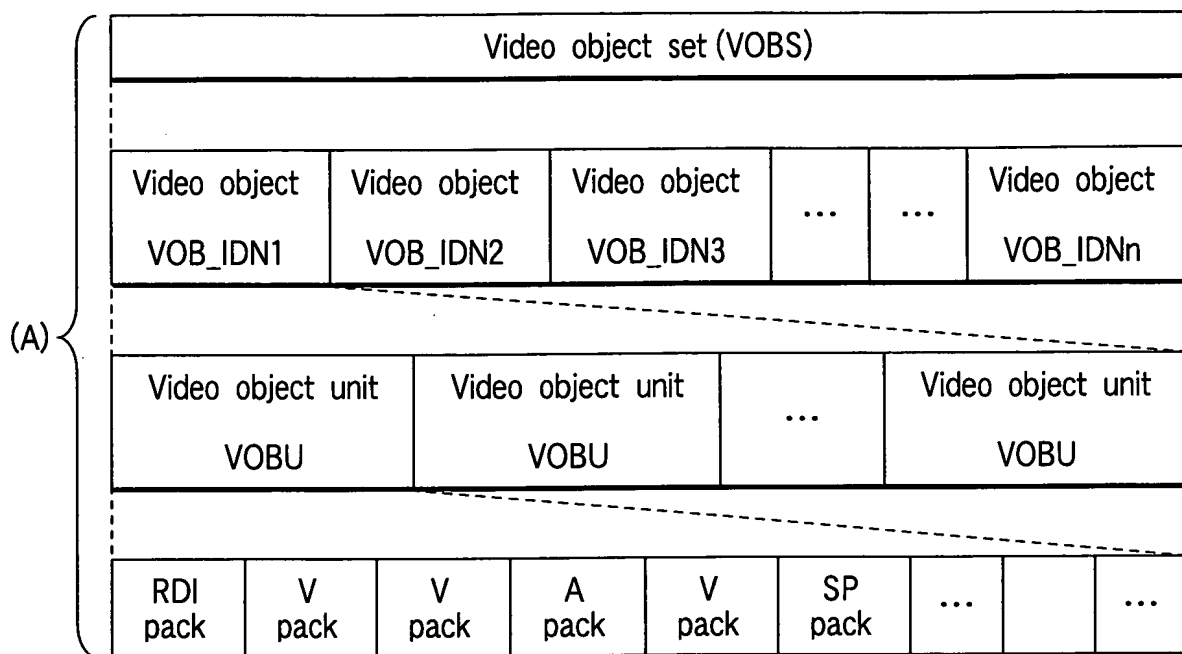 Video object set (VOBS)
Video object Video object Video object ... ... Video object
VOB_IDN1 VOB_IDN2 VOB_IDN3 VOB_IDNn
(A)
Video object unit Video object unit ... Video object unit
VOBU VOBU VOBU
RDI V V A V SP ... ...
pack pack pack pack pack pack